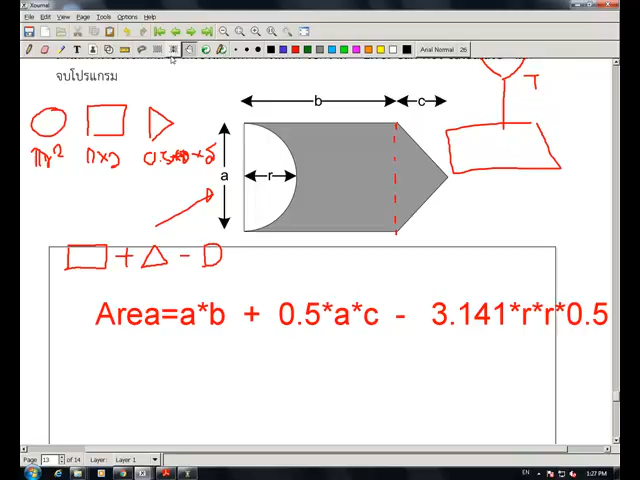 Xournal
File Edit View Page Tools Options Help
T Arial Normal 26
จบโปรแกรม
b c
a r
T
πr²
□ + △ - D
Area=a*b + 0.5*a*c - 3.141*r*r*0.5
Page 13 of 14 Layer: Layer 1
EN 1:27 PM